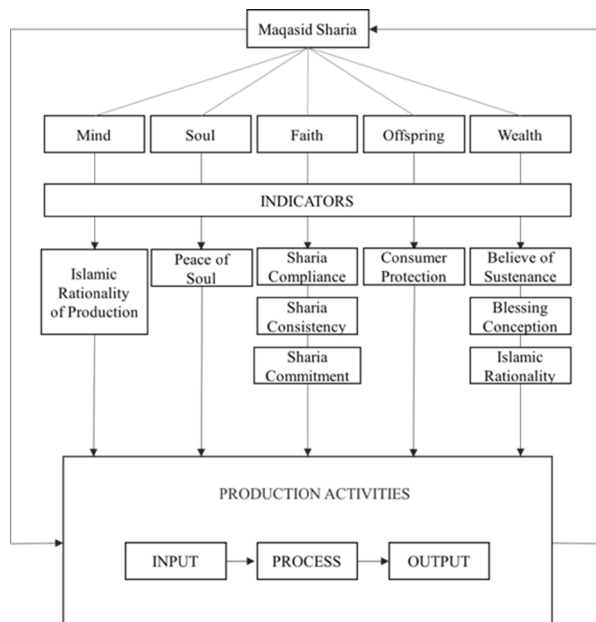 Maqasid Sharia
Mind
Soul
Faith
Offspring
Wealth
INDICATORS
Islamic
Rationality
of Production
Peace of
Soul
Sharia
Compliance
Sharia
Consistency
Sharia
Commitment
Consumer
Protection
Believe of
Sustenance
Blessing
Conception
Islamic
Rationality
PRODUCTION ACTIVITIES
INPUT
PROCESS
OUTPUT